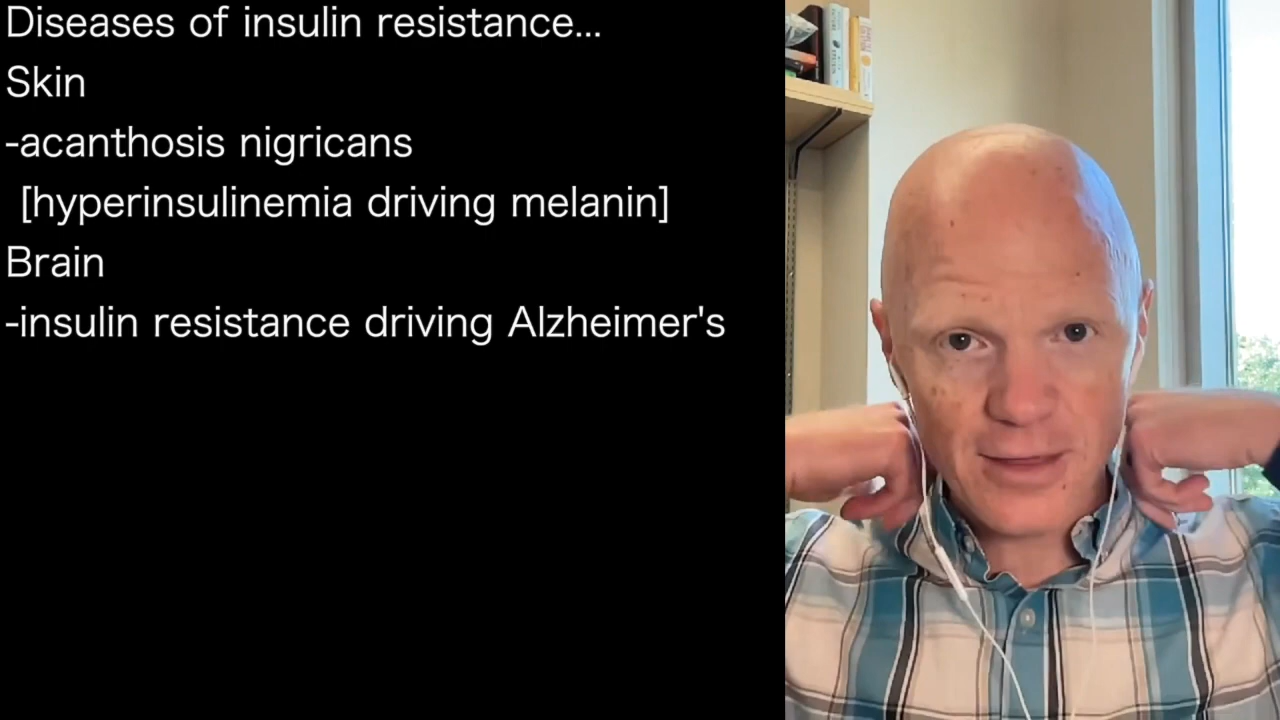 Diseases of insulin resistance...
Skin
-acanthosis nigricans
[hyperinsulinemia driving melanin]
Brain
-insulin resistance driving Alzheimer's